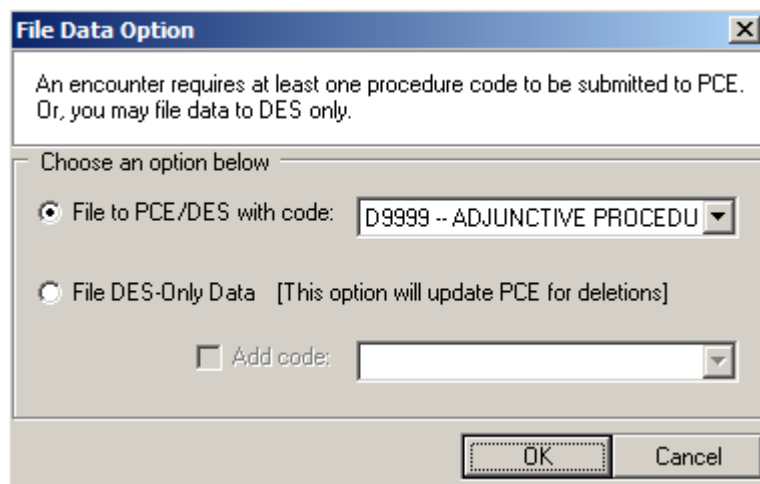 File Data Option
An encounter requires at least one procedure code to be submitted to PCE.
Or, you may file data to DES only.
Choose an option below
File to PCE/DES with code: D9999 -- ADJUNCTIVE PROCEDU
File DES-Only Data [This option will update PCE for deletions]
Add code:
OK Cancel